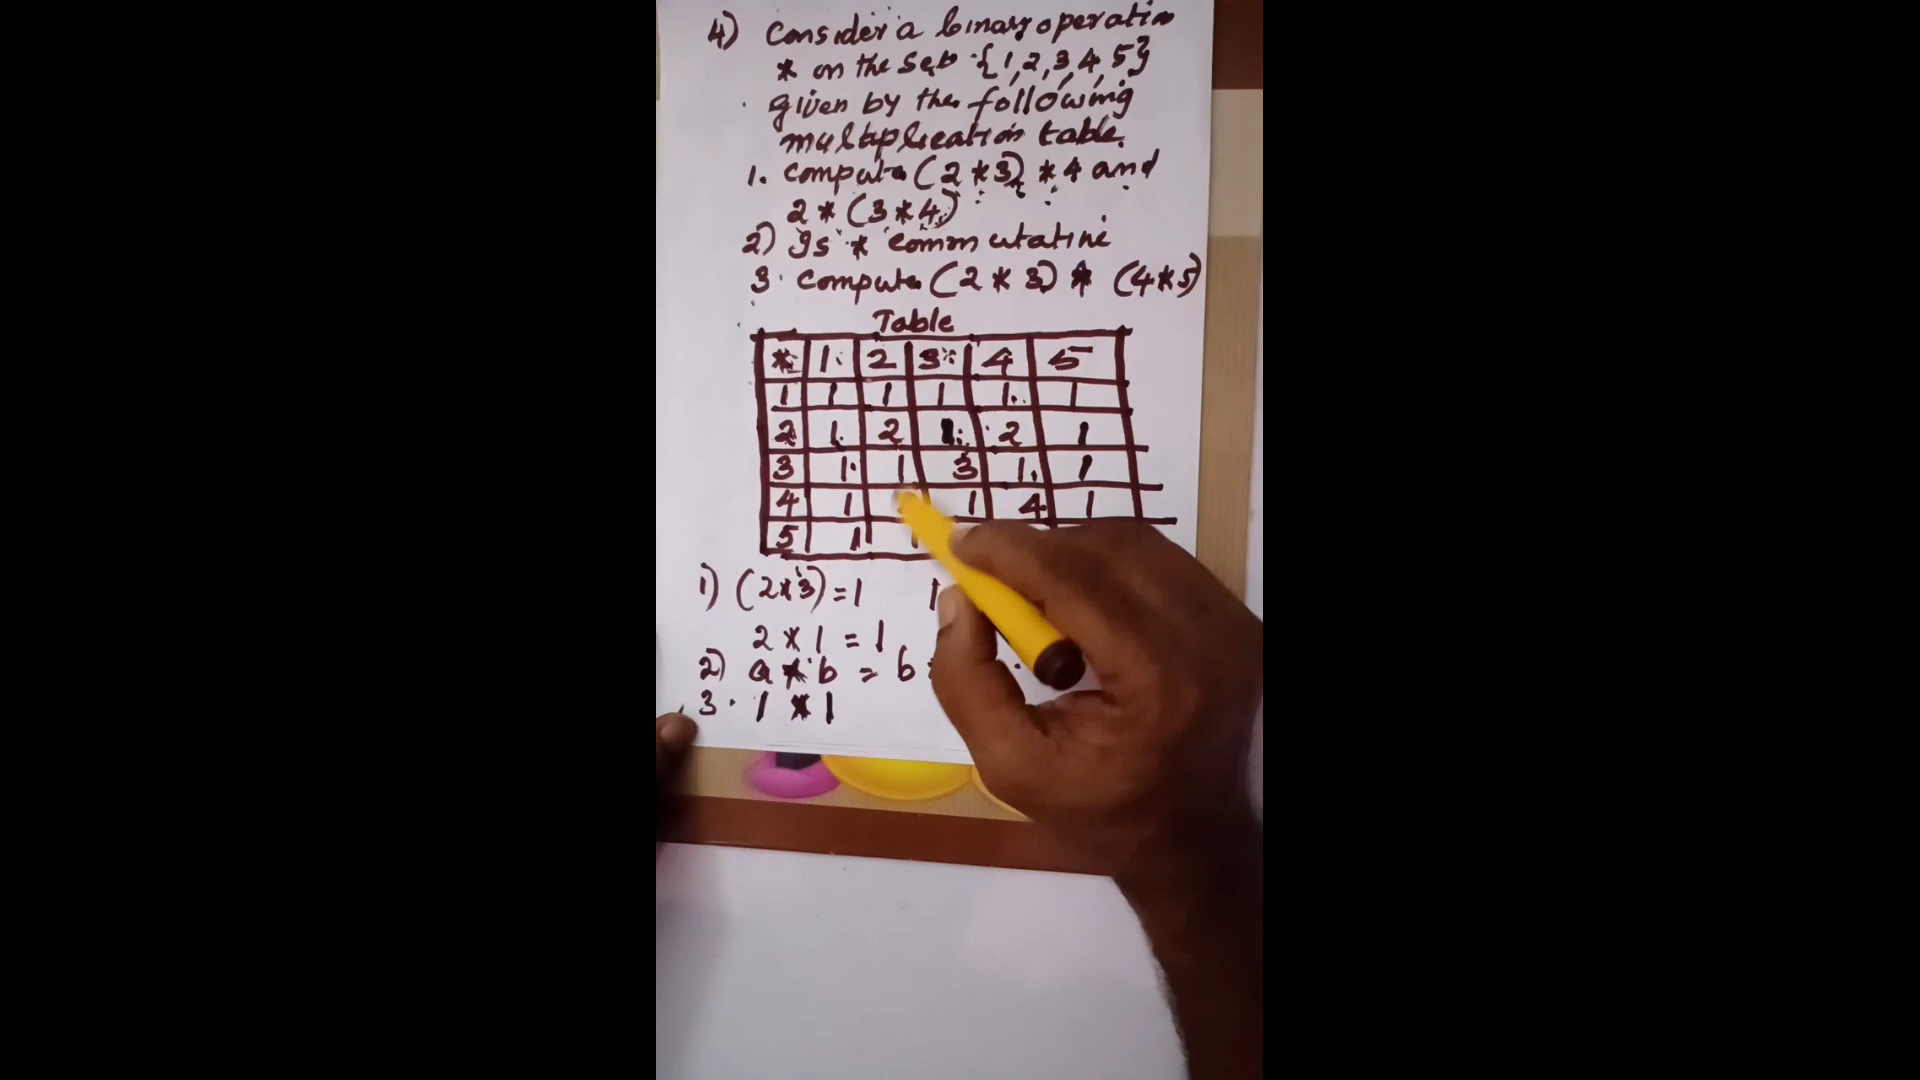 4) Consider a binary operatio
* on the set {1,2,3,4,5}
given by the following
multiplication table.
1. compute (2 * 3) * 4 and
2 * (3 * 4)
2) Is * commutative
3. compute (2 * 3) * (4 * 5)
Table
* 1 2 3 4 5
1 1 1 1 1 1
2 1 2 1 2 1
3 1 1 3 1 1
4 1 1 4 1
5 1 1
1) (2*3) = 1 1
2 * 1 = 1
2) a * b = b
3. 1 * 1